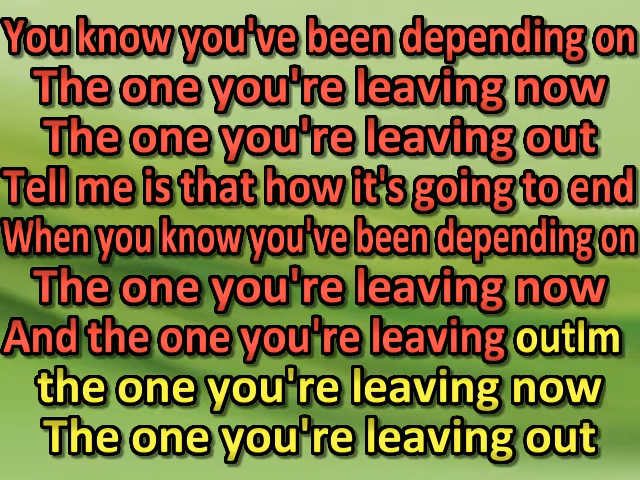 You know you've been depending on
The one you're leaving now
The one you're leaving out
Tell me is that how it's going to end
When you know you've been depending on
The one you're leaving now
And the one you're leaving outIm
the one you're leaving now
The one you're leaving out